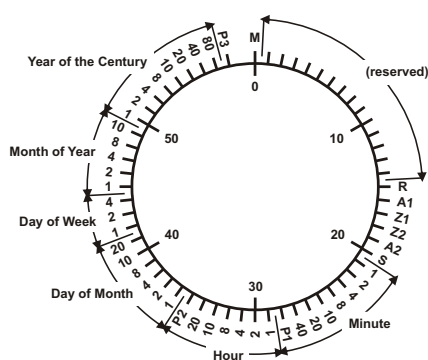 M
(reserved)
0
10
R
A1
Z1
Z2
A2
S
20
1
2
4
8
10
20
40
Minute
P1
30
1
2
4
8
10
20
Hour
P2
1
2
4
8
10
20
Day of Month
40
1
2
4
Day of Week
1
2
4
8
10
Month of Year
50
1
2
4
8
10
20
40
80
Year of the Century
P3